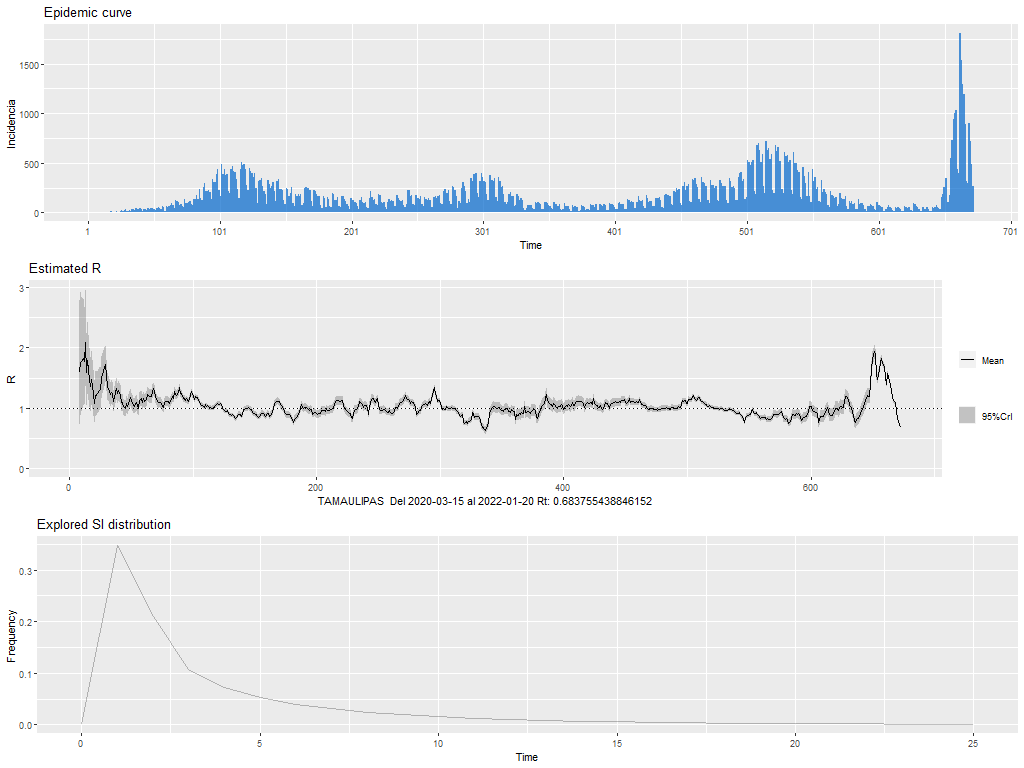 Epidemic curve
1500
1000
500
0
Incidencia
1 101 201 301 401 501 601 701
Time
Estimated R
3
2
1
0
R
Mean
95%CrI
0 200 400 600
TAMAULIPAS Del 2020-03-15 al 2022-01-20 Rt: 0.683755438846152
Explored SI distribution
0.3
0.2
0.1
0.0
Frequency
0 5 10 15 20 25
Time